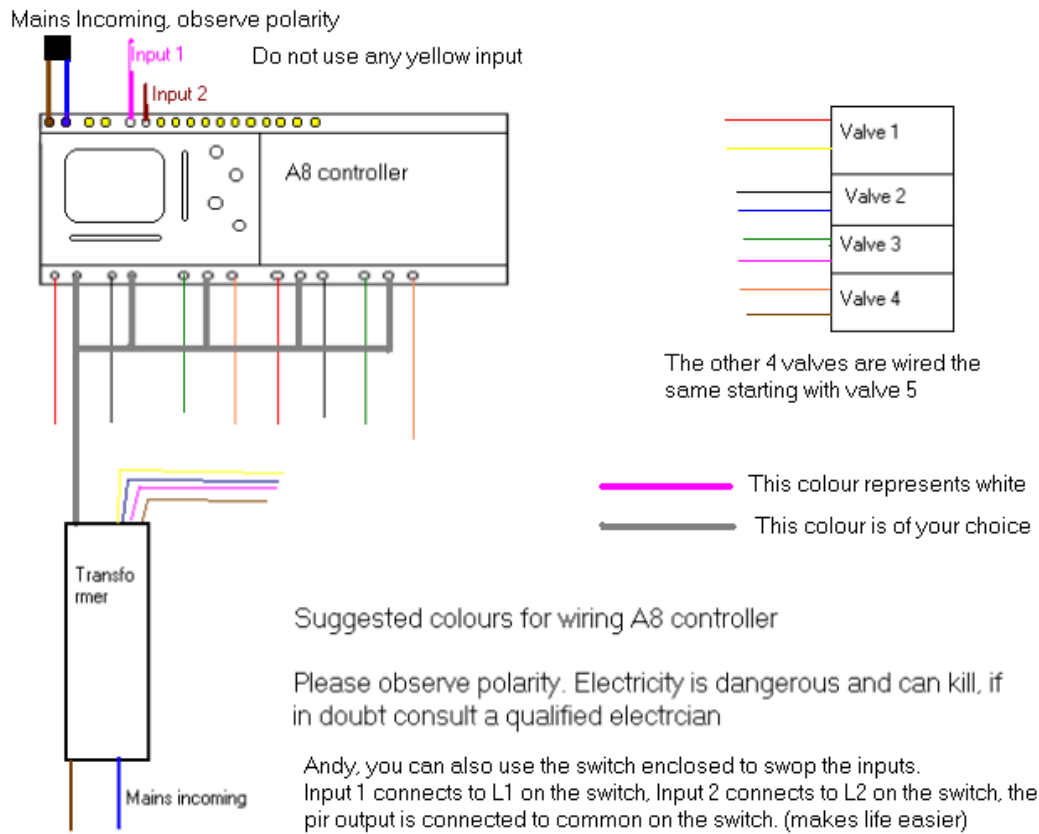 Mains Incoming, observe polarity
Input 1
Do not use any yellow input
Input 2
A8 controller
Valve 1
Valve 2
Valve 3
Valve 4
The other 4 valves are wired the
same starting with valve 5
This colour represents white
This colour is of your choice
Transfo
rmer
Mains incoming
Suggested colours for wiring A8 controller
Please observe polarity. Electricity is dangerous and can kill, if
in doubt consult a qualified electrcian
Andy, you can also use the switch enclosed to swop the inputs.
Input 1 connects to L1 on the switch, Input 2 connects to L2 on the switch, the
pir output is connected to common on the switch. (makes life easier)